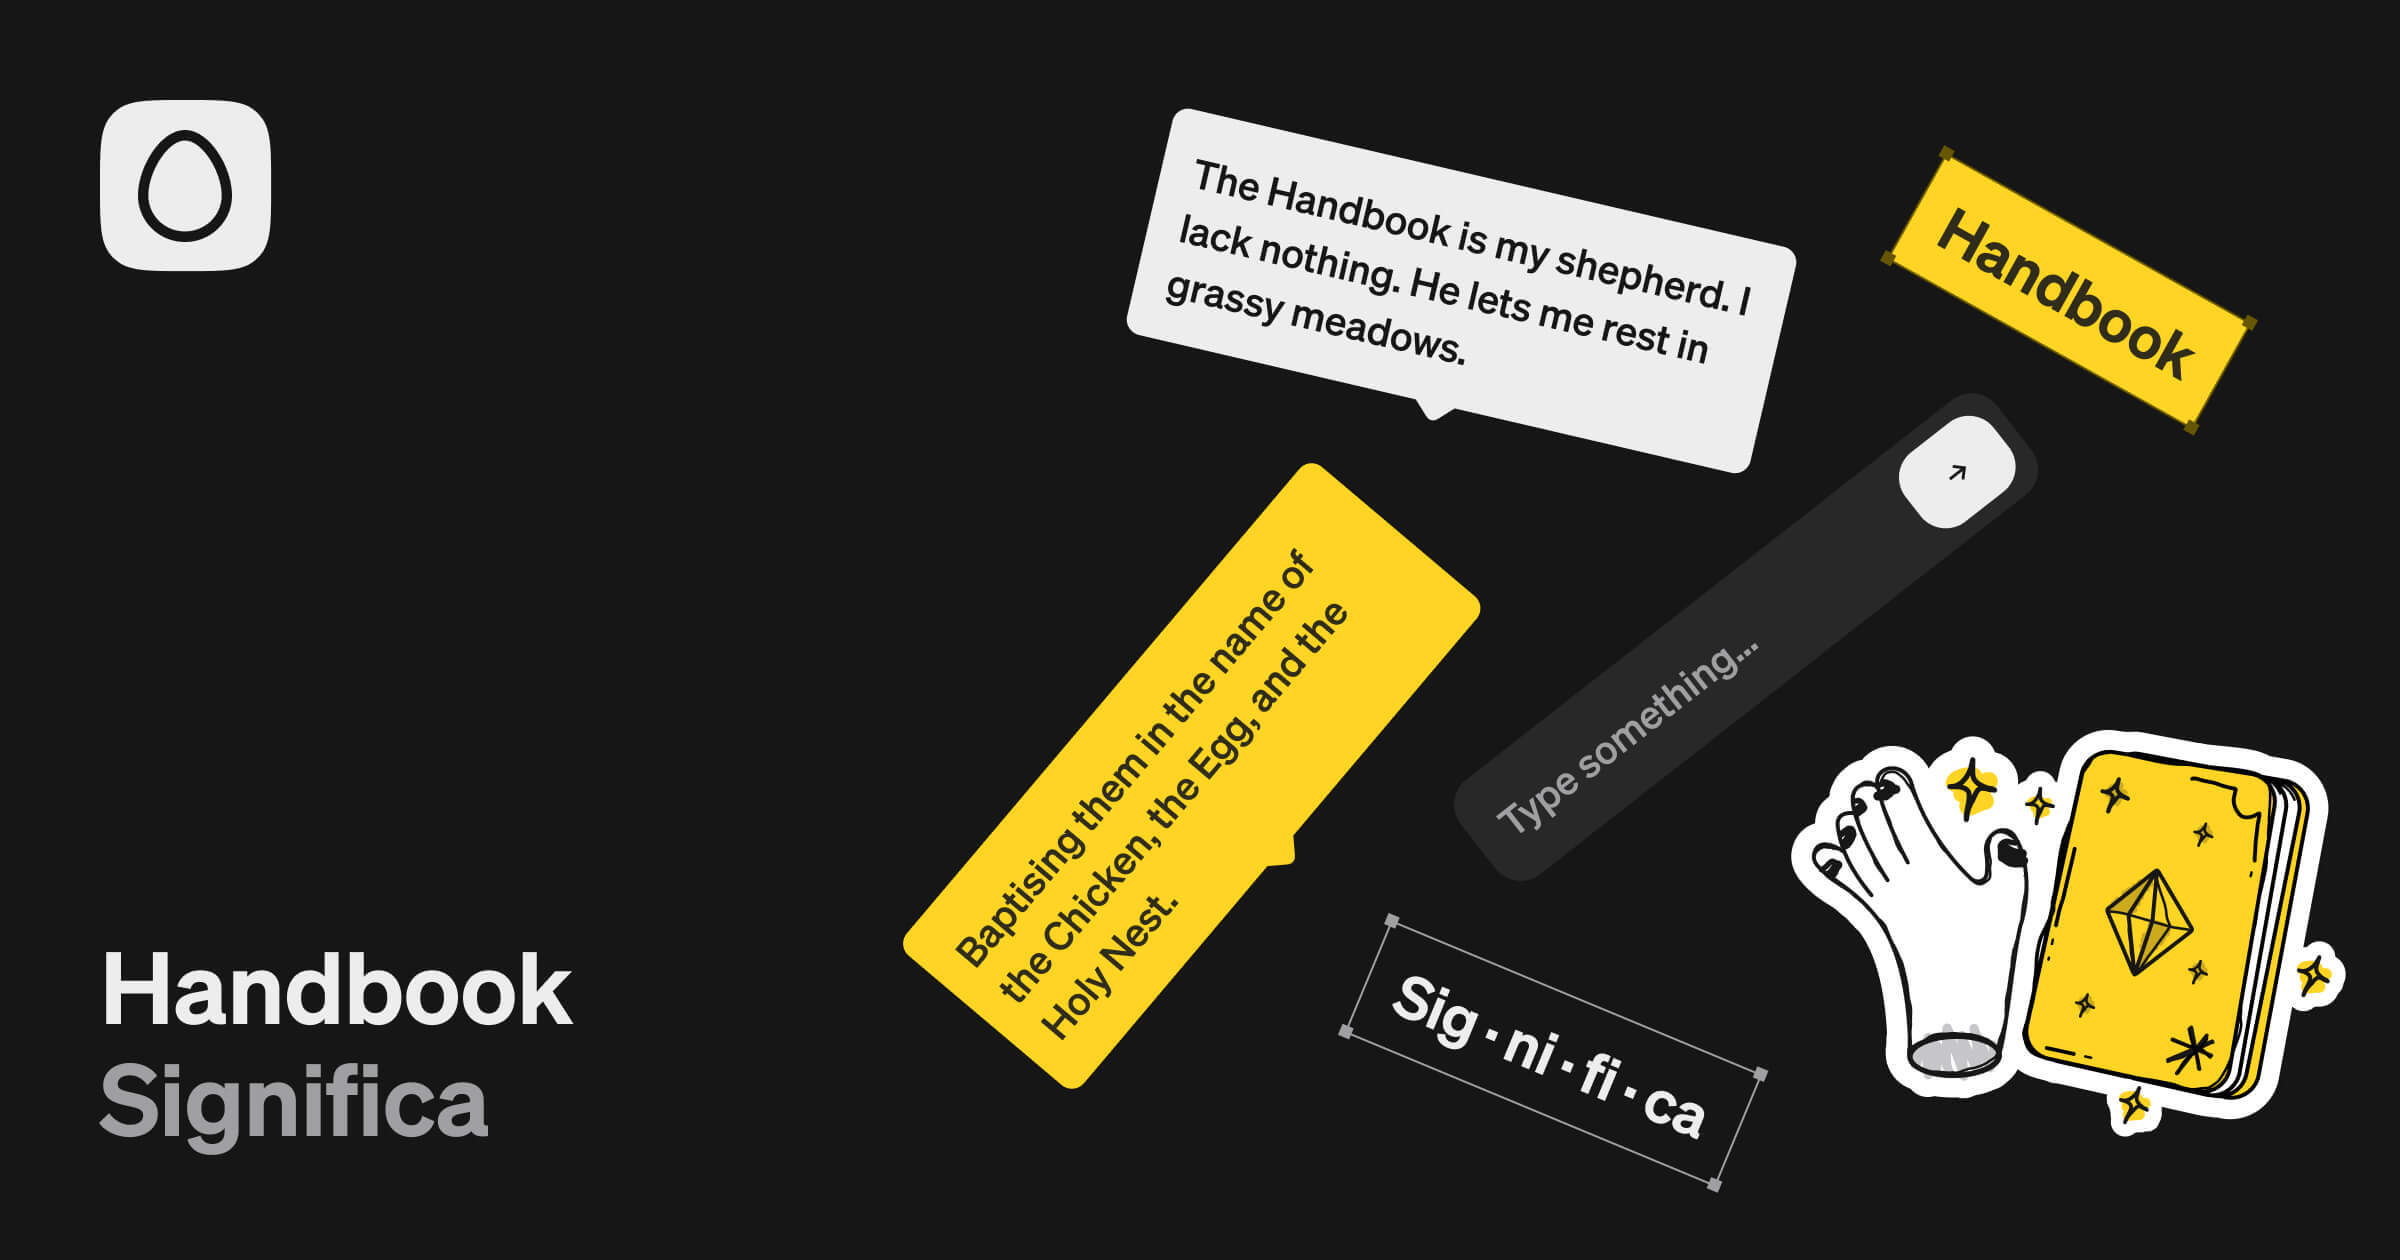 The Handbook is my shepherd. I
lack nothing. He lets me rest in
grassy meadows.
Handbook
Baptising them in the name of
the Chicken, the Egg, and the
Holy Nest.
Type something...
Sig·ni·fi·ca
Handbook
Significa